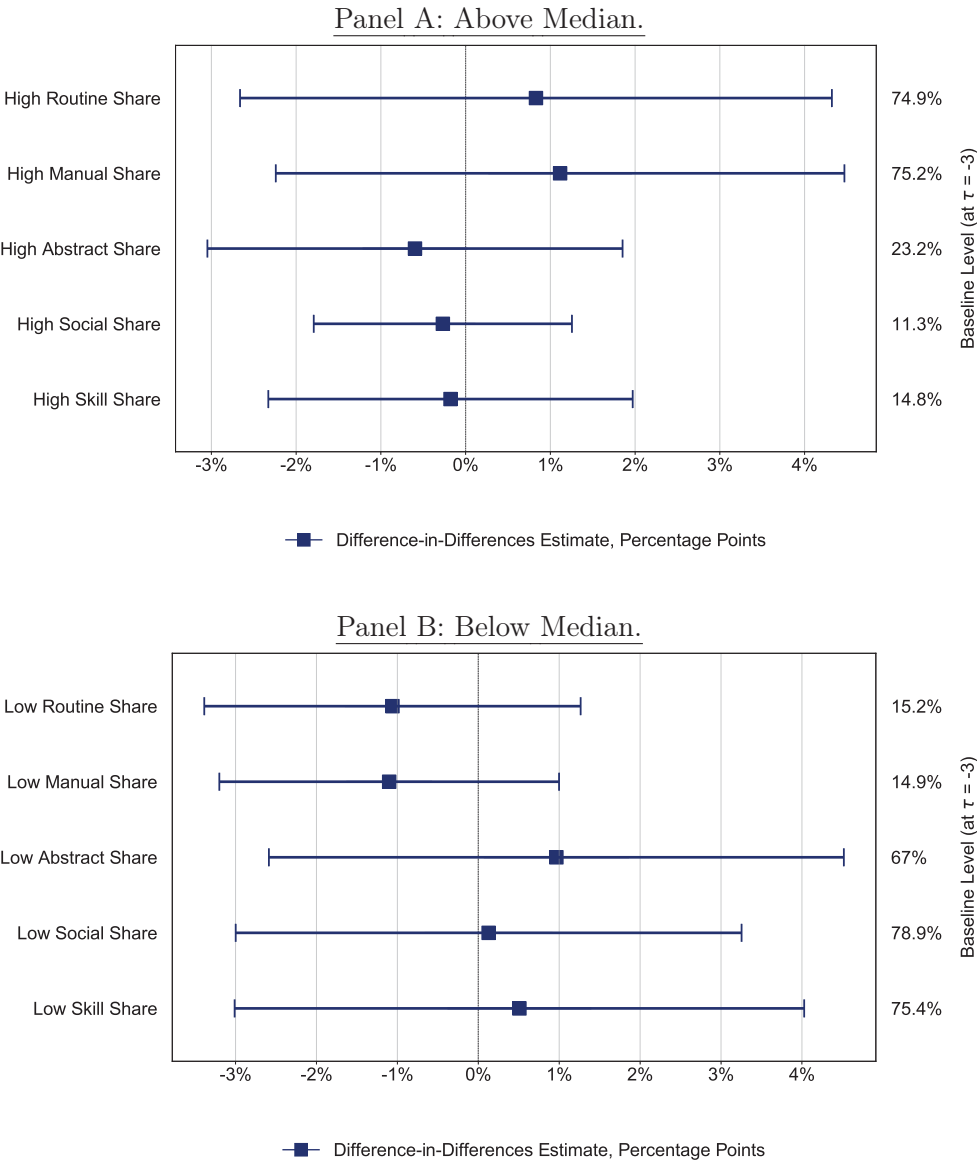 Panel A: Above Median.
High Routine Share 74.9%
High Manual Share 75.2%
High Abstract Share 23.2%
High Social Share 11.3%
High Skill Share 14.8%
Baseline Level (at τ = -3)
-3% -2% -1% 0% 1% 2% 3% 4%
Difference-in-Differences Estimate, Percentage Points
Panel B: Below Median.
Low Routine Share 15.2%
Low Manual Share 14.9%
Low Abstract Share 67%
Low Social Share 78.9%
Low Skill Share 75.4%
Baseline Level (at τ = -3)
-3% -2% -1% 0% 1% 2% 3% 4%
Difference-in-Differences Estimate, Percentage Points